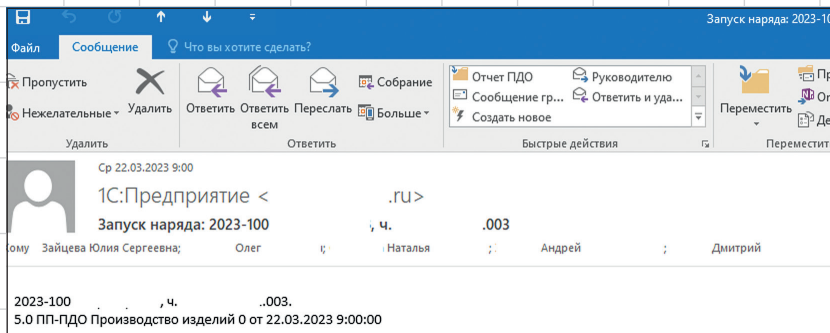 Запуск наряда: 2023-10
Файл Сообщение Что вы хотите сделать?
Пропустить
Нежелательные
Удалить
Удалить
Ответить Ответить всем Переслать
Собрание
Больше
Ответить
Отчет ПДО Руководителю
Сообщение гр... Ответить и уда...
Создать новое
Быстрые действия
Переместить
Переместит
Ср 22.03.2023 9:00
1С:Предприятие < .ru>
Запуск наряда: 2023-100 , ч. .003
Зайцева Юлия Сергеевна; Олег ; Наталья ; Андрей ; Дмитрий
2023-100 , ч. ..003.
5.0 ПП-ПДО Производство изделий 0 от 22.03.2023 9:00:00